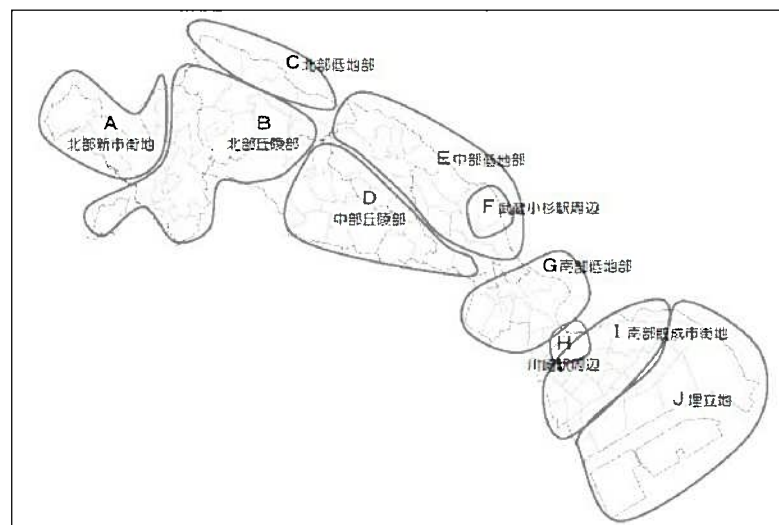 C 北部低地部
A
北部新市街地
B
北部丘陵部
E 中部低地部
D
中部丘陵部
F 武蔵小杉駅周辺
G 南部低地部
H
川崎駅周辺
I 南部既成市街地
J 埋立地